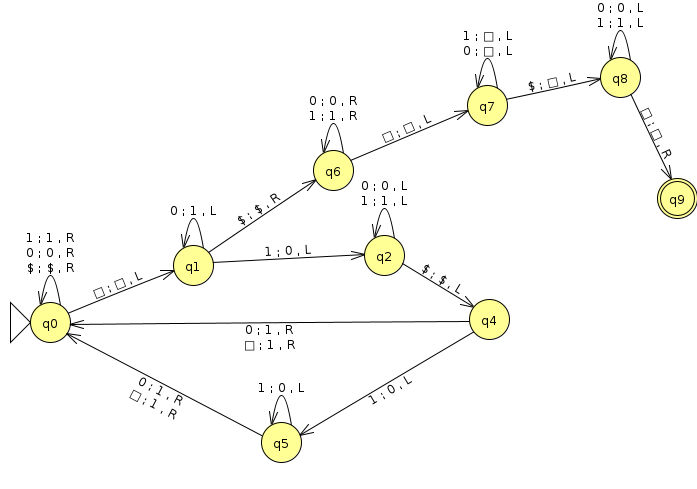 0 ; 0 , L
1 ; 1 , L
q8
1 ; □ , L
0 ; □ , L
q7
$ ; □ , L
□ ; □ , R
q9
0 ; 0 , R
1 ; 1 , R
q6
□ ; □ , L
0 ; 1 , L
q1
$ ; $ , R
0 ; 0 , L
1 ; 1 , L
q2
1 ; 0 , L
$ ; $ , L
1 ; 1 , R
0 ; 0 , R
$ ; $ , R
q0
□ ; □ , L
q4
0 ; 1 , R
□ ; 1 , R
1 ; 0 , L
0 ; 1 , R
□ ; 1 , R
1 ; 0 , L
q5